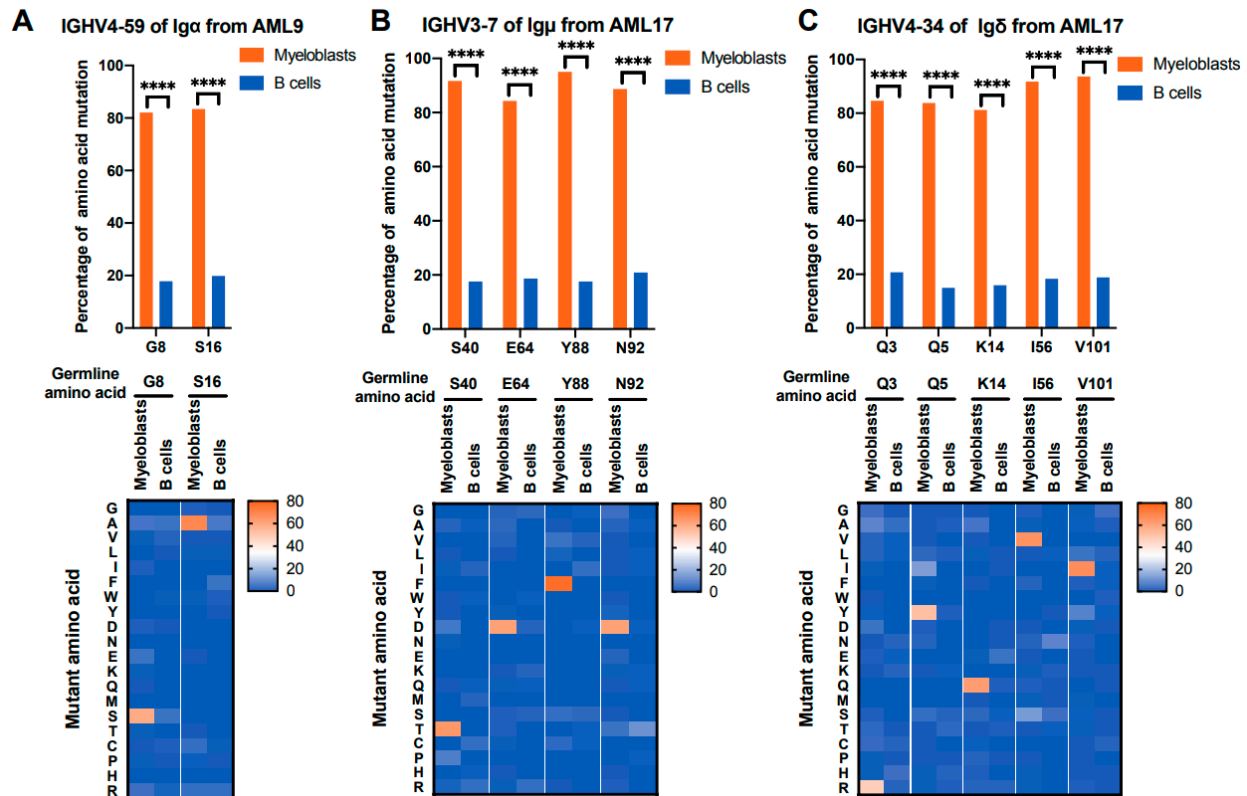 A
IGHV4-59 of Igα from AML9
Myeloblasts
B cells
Percentage of amino acid mutation
100
80
60
40
20
0
****
****
G8
S16
Germline
amino acid
G8
S16
Myeloblasts
B cells
Myeloblasts
B cells
Mutant amino acid
G
A
V
L
I
F
W
Y
D
N
E
K
Q
M
S
T
C
P
H
R
80
60
40
20
0
B
IGHV3-7 of Igμ from AML17
Myeloblasts
B cells
Percentage of amino acid mutation
100
80
60
40
20
0
****
****
****
****
S40
E64
Y88
N92
Germline
amino acid
S40
E64
Y88
N92
Myeloblasts
B cells
Myeloblasts
B cells
Myeloblasts
B cells
Myeloblasts
B cells
Mutant amino acid
G
A
V
L
I
F
W
Y
D
N
E
K
Q
M
S
T
C
P
H
R
80
60
40
20
0
C
IGHV4-34 of Igδ from AML17
Myeloblasts
B cells
Percentage of amino acid mutation
100
80
60
40
20
0
****
****
****
****
****
Q3
Q5
K14
I56
V101
Germline
amino acid
Q3
Q5
K14
I56
V101
Myeloblasts
B cells
Myeloblasts
B cells
Myeloblasts
B cells
Myeloblasts
B cells
Myeloblasts
B cells
Mutant amino acid
G
A
V
L
I
F
W
Y
D
N
E
K
Q
M
S
T
C
P
H
R
80
60
40
20
0